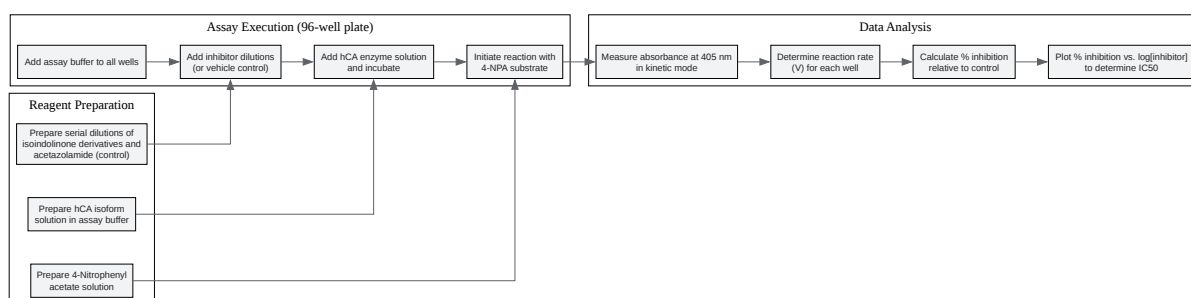 Assay Execution (96-well plate)
Add assay buffer to all wells
Add inhibitor dilutions
(or vehicle control)
Add hCA enzyme solution
and incubate
Initiate reaction with
4-NPA substrate
Data Analysis
Measure absorbance at 405 nm
in kinetic mode
Determine reaction rate
(V) for each well
Calculate % inhibition
relative to control
Plot % inhibition vs. log[inhibitor]
to determine IC50
Reagent Preparation
Prepare serial dilutions of
isoindolinone derivatives and
acetazolamide (control)
Prepare hCA isoform
solution in assay buffer
Prepare 4-Nitrophenyl
acetate solution